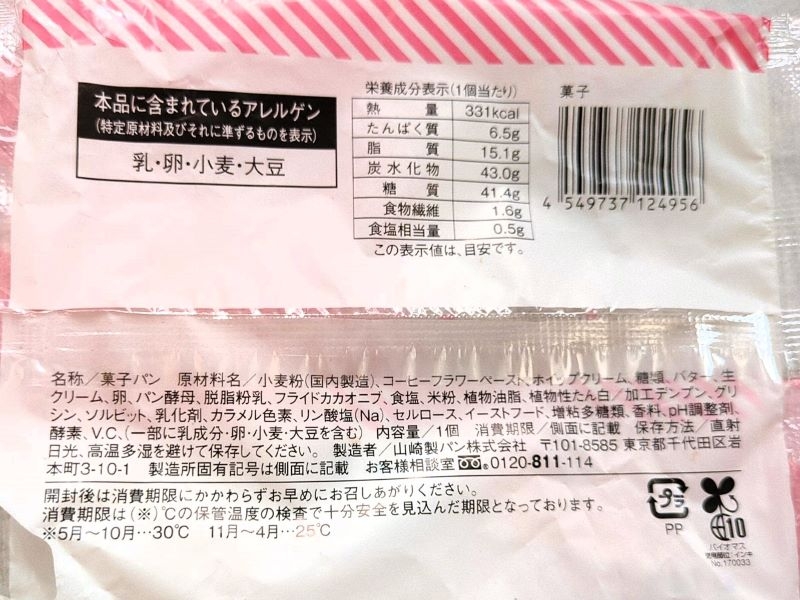 本品に含まれているアレルゲン
(特定原材料及びそれに準ずるものを表示)
乳・卵・小麦・大豆
栄養成分表示(1個当たり)
熱量 331kcal
たんぱく質 6.5g
脂質 15.1g
炭水化物 43.0g
糖質 41.4g
食物繊維 1.6g
食塩相当量 0.5g
この表示値は、目安です。
菓子
4 549737 124956
名称/菓子パン 原材料名/小麦粉(国内製造)、コーヒーフラワーペースト、ホイップクリーム、糖類、バター、生
クリーム、卵、パン酵母、脱脂粉乳、フライドカカオニブ、食塩、米粉、植物油脂、植物性たん白/加工デンプン、グリ
シン、ソルビット、乳化剤、カラメル色素、リン酸塩(Na)、セルロース、イーストフード、増粘多糖類、香料、pH調整剤、
酵素、V.C、(一部に乳成分・卵・小麦・大豆を含む) 内容量/1個 消費期限/側面に記載 保存方法/直射
日光、高温多湿を避けて保存してください。 製造者/山崎製パン株式会社 〒101-8585 東京都千代田区岩
本町3-10-1 製造所固有記号は側面に記載 お客様相談室 0120-811-114
開封後は消費期限にかかわらずお早めにお召しあがりください。
消費期限は(※)℃の保管温度の検査で十分安全を見込んだ期限となっております。
※5月〜10月…30℃ 11月〜4月…25℃
プラ
PP
10
バイオマス
使用部位:インキ
No.170033